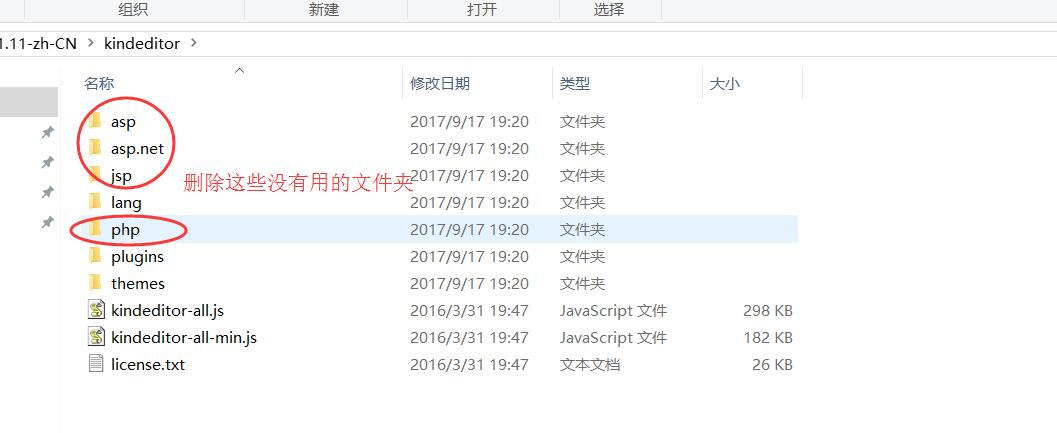 组织 新建 打开 选择
1.11-zh-CN > kindeditor >
名称 修改日期 类型 大小
asp 2017/9/17 19:20 文件夹
asp.net 2017/9/17 19:20 文件夹
jsp 2017/9/17 19:20 文件夹
删除这些没有用的文件夹
lang 2017/9/17 19:20 文件夹
php 2017/9/17 19:20 文件夹
plugins 2017/9/17 19:20 文件夹
themes 2017/9/17 19:20 文件夹
kindeditor-all.js 2016/3/31 19:47 JavaScript 文件 298 KB
kindeditor-all-min.js 2016/3/31 19:47 JavaScript 文件 182 KB
license.txt 2016/3/31 19:47 文本文档 26 KB